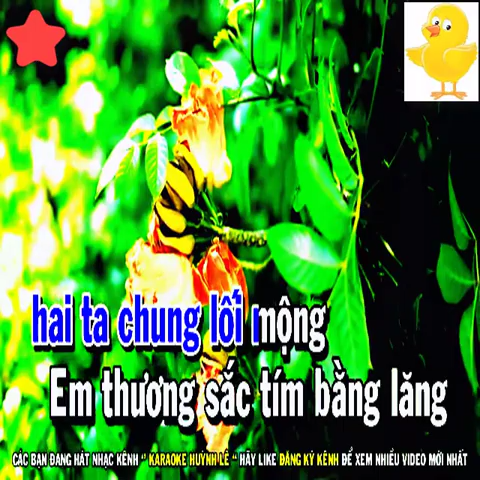 hai ta chung lối mộng
Em thương sắc tím bằng lăng
CÁC BẠN ĐANG HÁT NHẠC KÊNH " KARAOKE HUỲNH LÊ " HÃY LIKE ĐĂNG KÝ KÊNH ĐỂ XEM NHIỀU VIDEO MỚI NHẤT